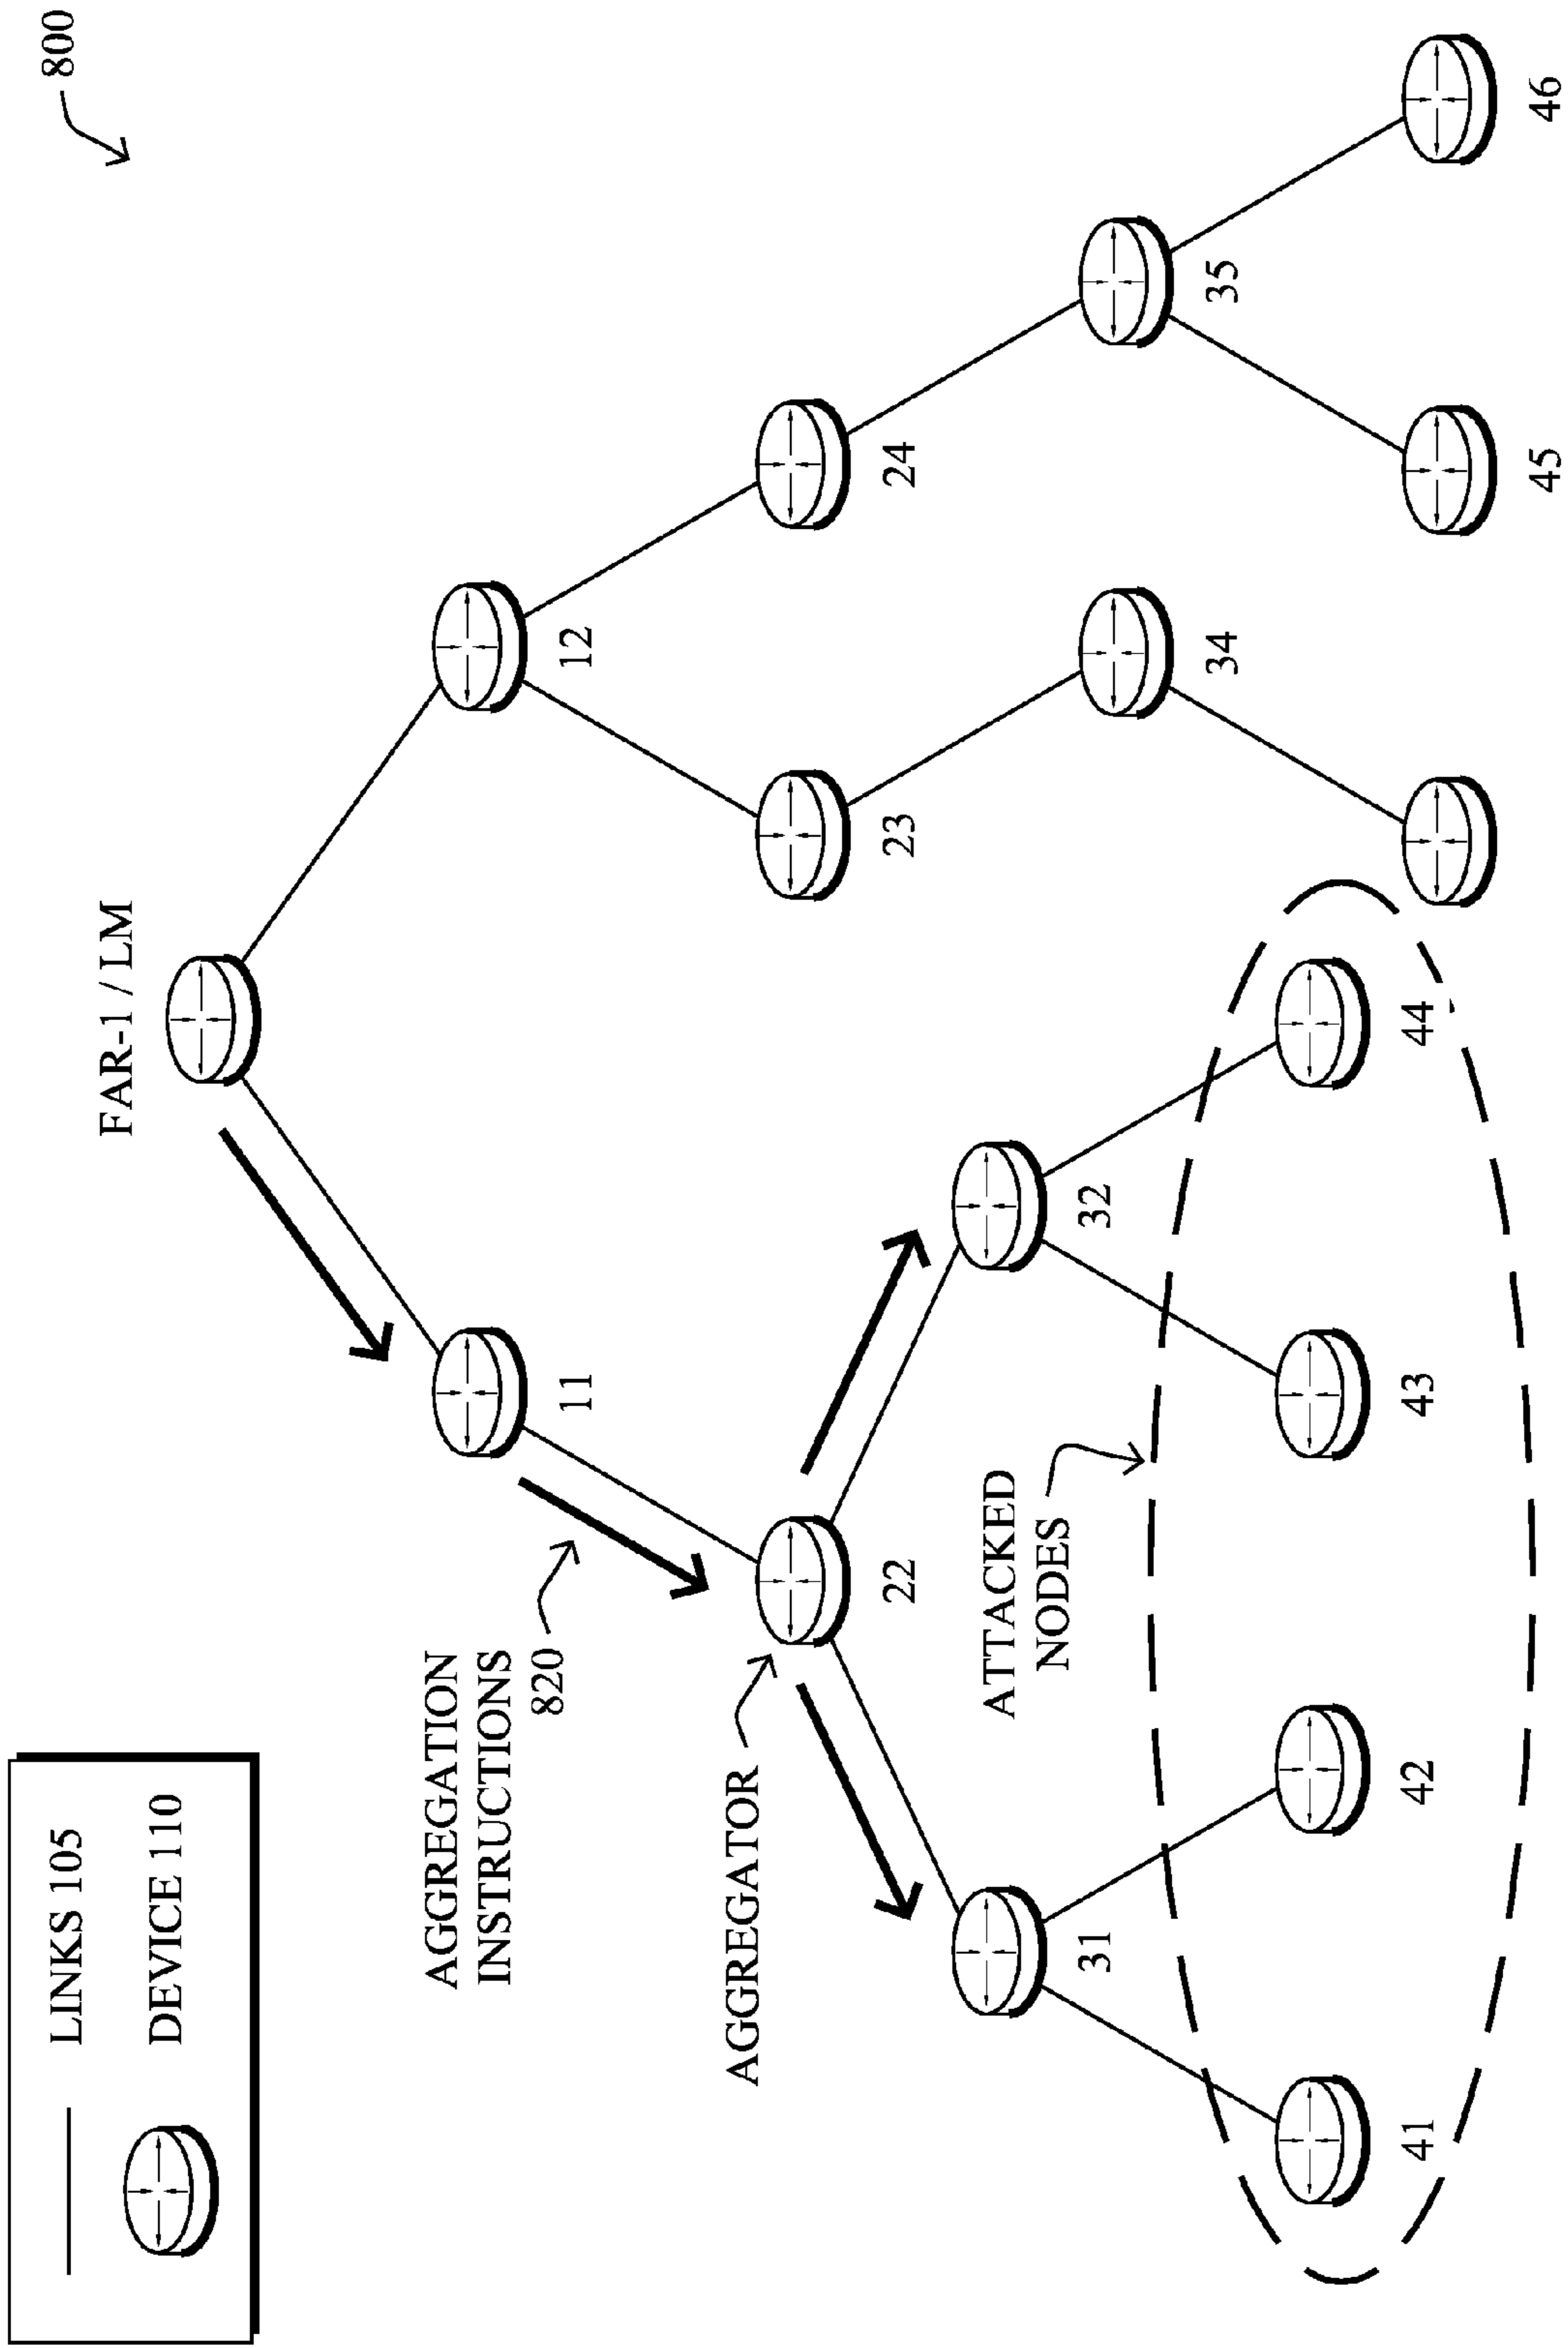 LINKS 105
DEVICE 110
800
FAR-1 / LM
AGGREGATION
INSTRUCTIONS
820
11
12
AGGREGATOR
22
23
24
ATTACKED
NODES
31
32
34
35
41
42
43
44
45
46